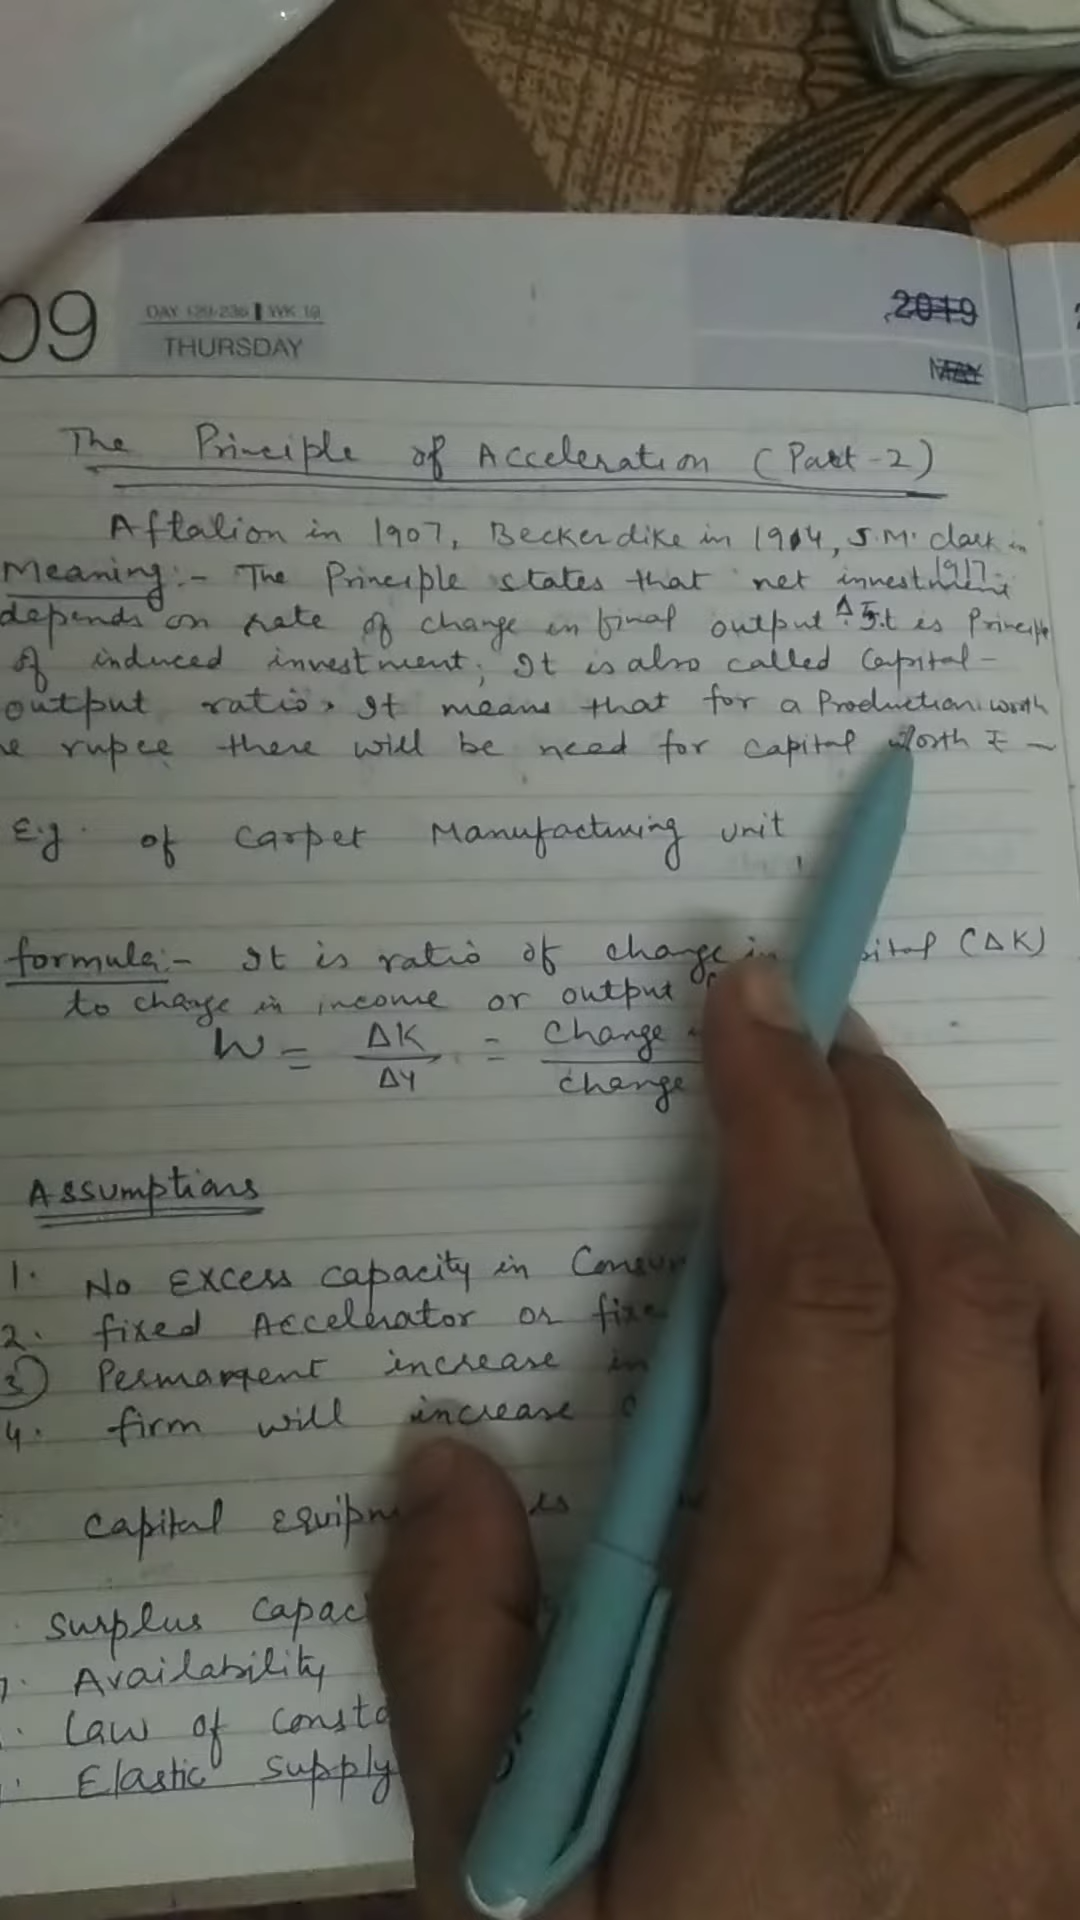 09
DAY 129-236 WK 19
THURSDAY
2019
MAY
The Principle of Acceleration (Part-2)
Aftalion in 1907, Beckerdike in 1914, J.M. clark in 1917.
Meaning:- The Principle states that net investment
depends on rate of change in final output. It is Principle
of induced investment. It is also called Capital-
output ratio. It means that for a Production worth
rupee there will be need for capital worth ₹ —
E.g. of carpet Manufacturing unit
formula:- It is ratio of change in (ΔK)
to change in income or output
W = ΔK/ΔY = Change / change
Assumptions
1. No Excess capacity in
2. fixed Accelerator or
3) Permanent increase in
4. firm will increase
capital
Surplus
Availability
Law of
Elastic supply